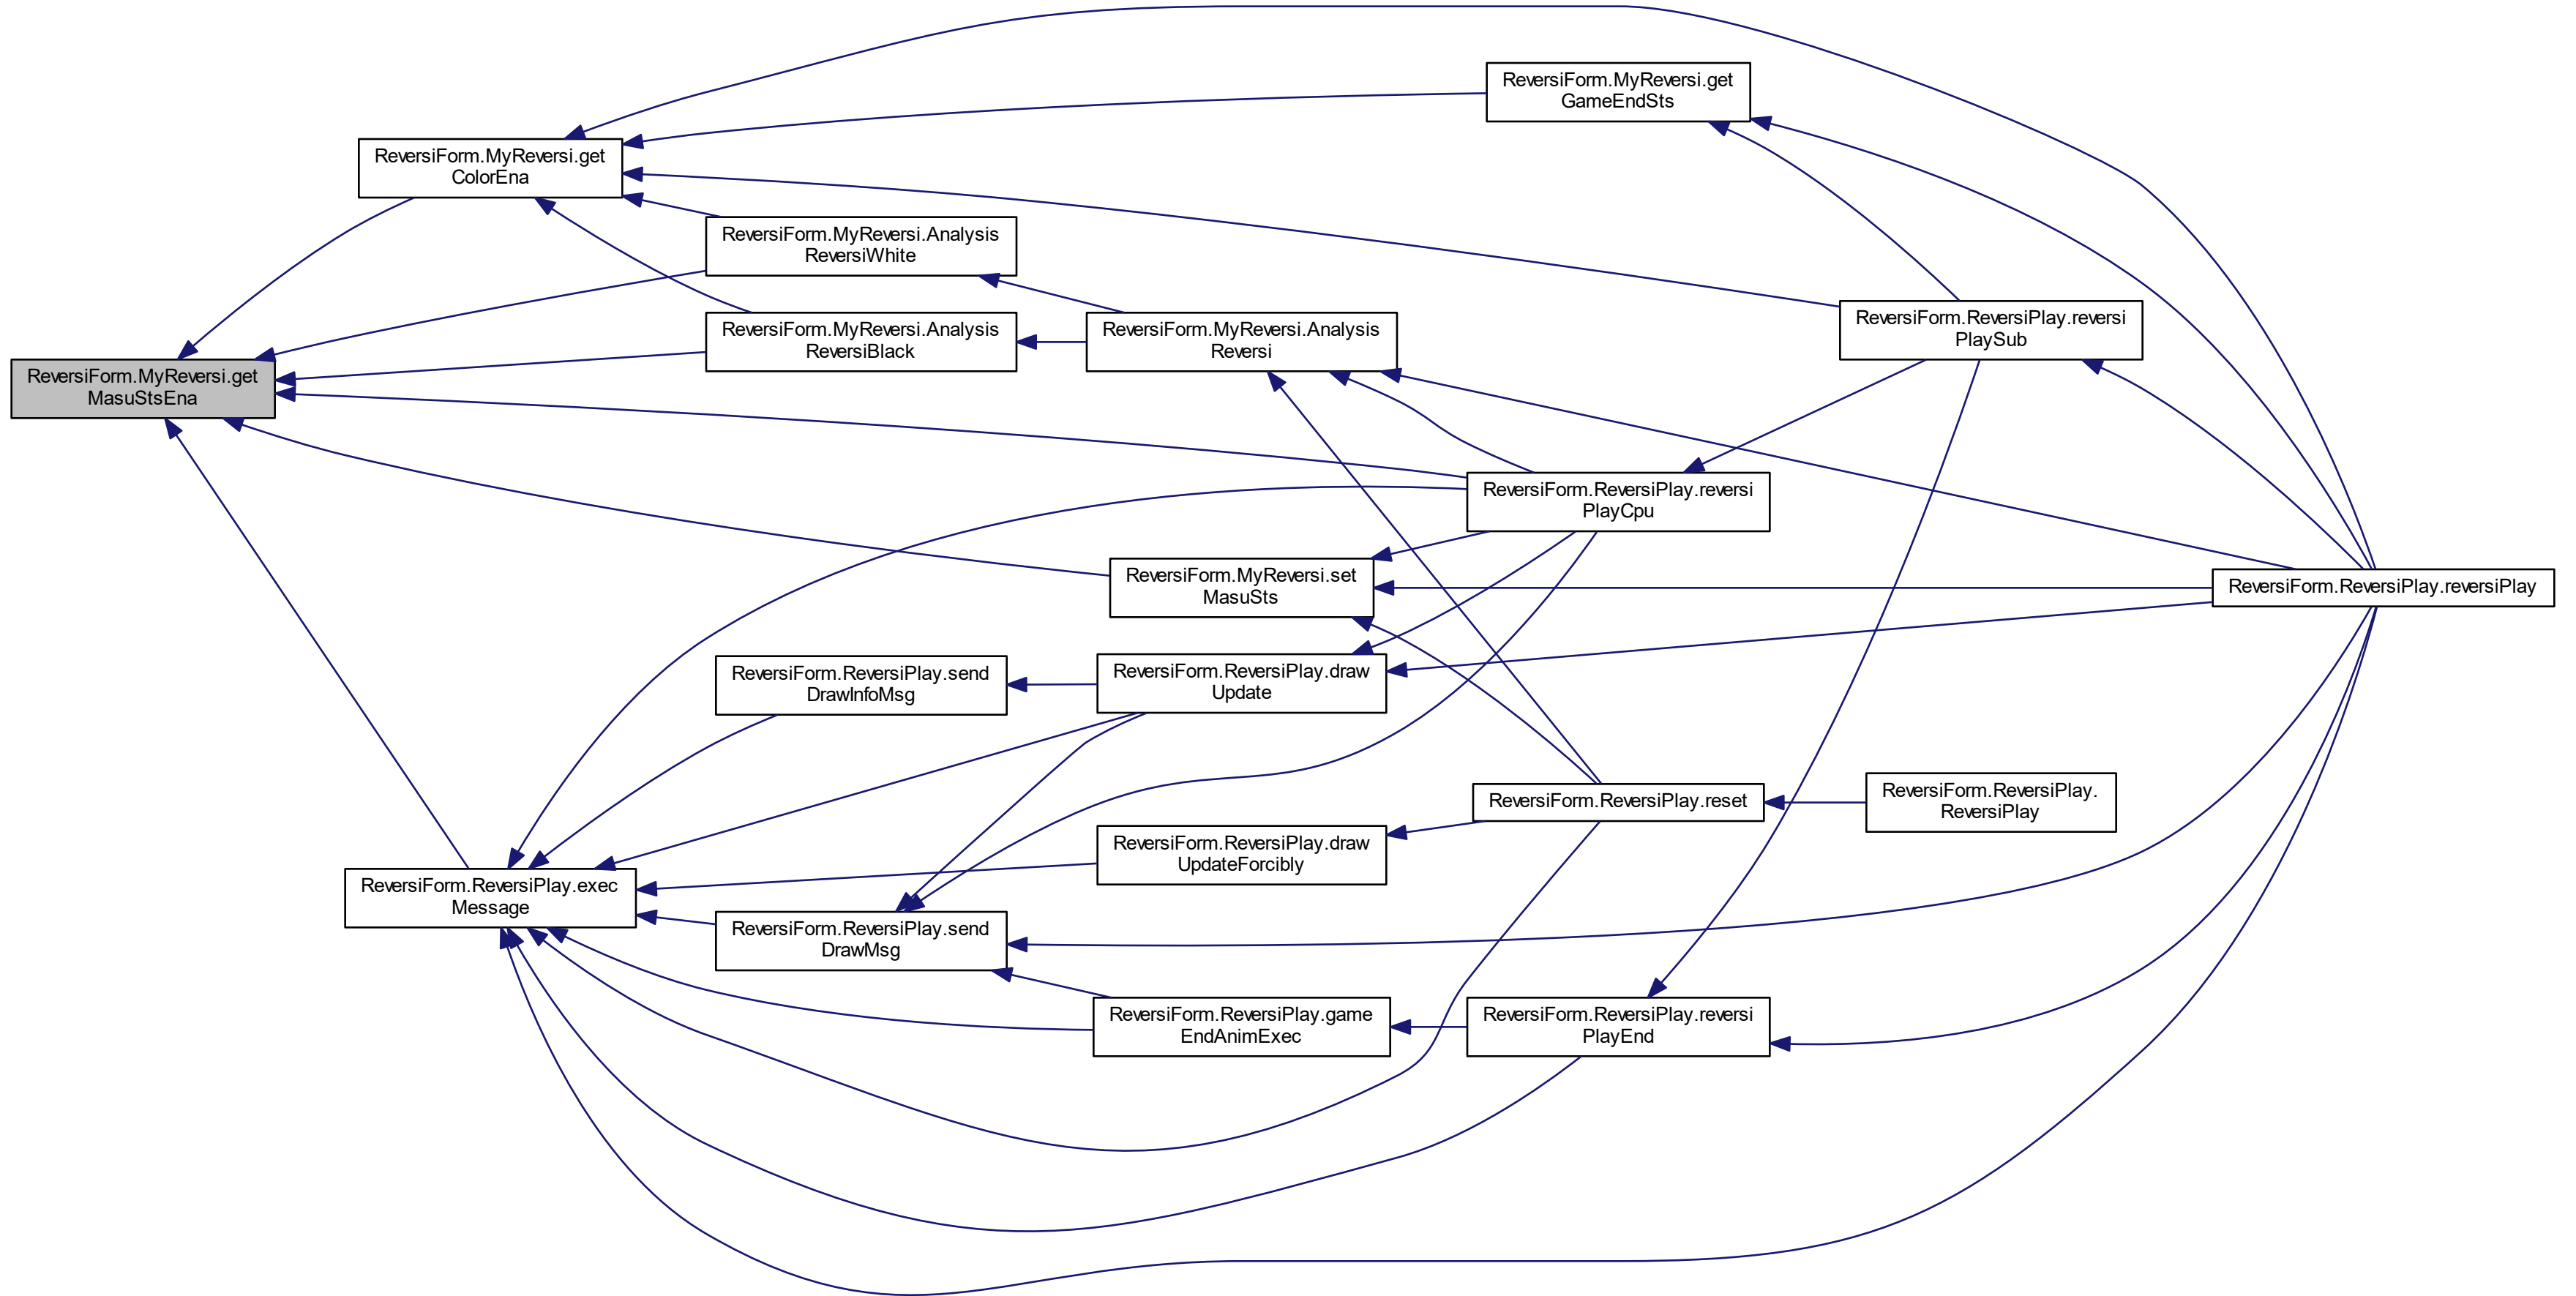 ReversiForm.MyReversi.get
MasuStsEna
ReversiForm.MyReversi.get
ColorEna
ReversiForm.MyReversi.Analysis
ReversiWhite
ReversiForm.MyReversi.Analysis
ReversiBlack
ReversiForm.MyReversi.Analysis
Reversi
ReversiForm.MyReversi.get
GameEndSts
ReversiForm.ReversiPlay.reversi
PlaySub
ReversiForm.ReversiPlay.reversi
PlayCpu
ReversiForm.MyReversi.set
MasuSts
ReversiForm.ReversiPlay.reversiPlay
ReversiForm.ReversiPlay.send
DrawInfoMsg
ReversiForm.ReversiPlay.draw
Update
ReversiForm.ReversiPlay.reset
ReversiForm.ReversiPlay.
ReversiPlay
ReversiForm.ReversiPlay.draw
UpdateForcibly
ReversiForm.ReversiPlay.exec
Message
ReversiForm.ReversiPlay.send
DrawMsg
ReversiForm.ReversiPlay.game
EndAnimExec
ReversiForm.ReversiPlay.reversi
PlayEnd